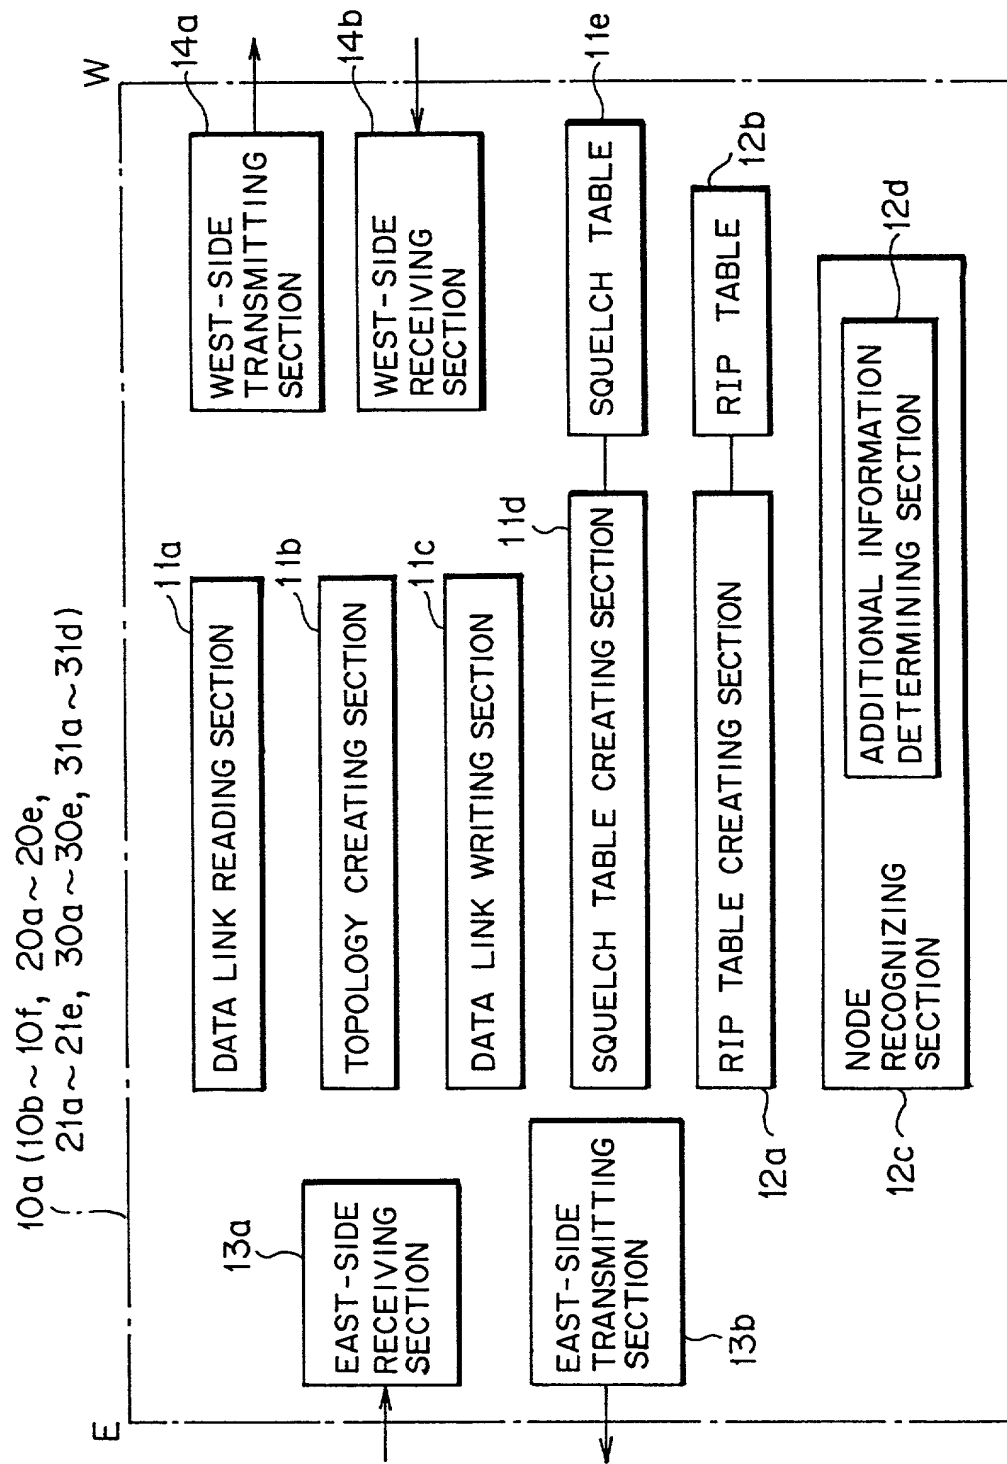 10a (10b~10f, 20a~20e,
21a~21e, 30a~30e, 31a~31d)
E
W
13a
EAST-SIDE
RECEIVING
SECTION
EAST-SIDE
TRANSMITTING
SECTION
13b
11a
DATA LINK READING SECTION
11b
TOPOLOGY CREATING SECTION
11c
DATA LINK WRITING SECTION
11d
SQUELCH TABLE CREATING SECTION
SQUELCH TABLE
11e
RIP TABLE CREATING SECTION
12a
RIP TABLE
12b
NODE
RECOGNIZING
SECTION
12c
ADDITIONAL INFORMATION
DETERMINING SECTION
12d
14a
WEST-SIDE
TRANSMITTING
SECTION
14b
WEST-SIDE
RECEIVING
SECTION